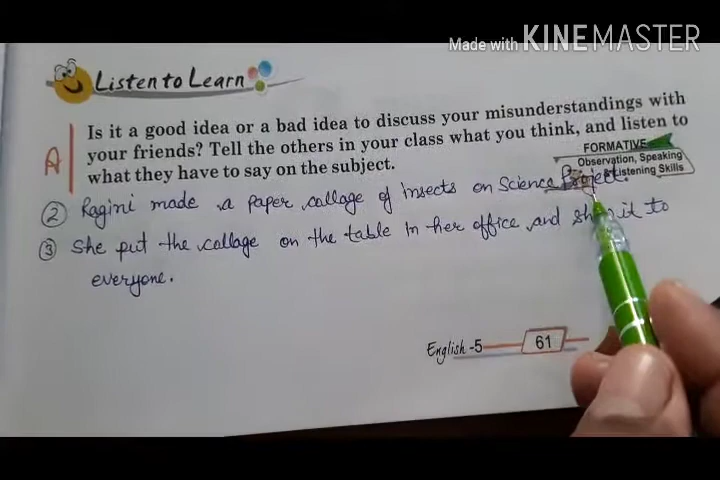 Made with KINEMASTER
Listen to Learn
Is it a good idea or a bad idea to discuss your misunderstandings with
your friends? Tell the others in your class what you think, and listen to
what they have to say on the subject.
A
FORMATIVE
Observation, Speaking
& Listening Skills
② Ragini made a paper collage of insects on Science Project.
③ She put the collage on the table in her office and it to
everyone.
English -5
61